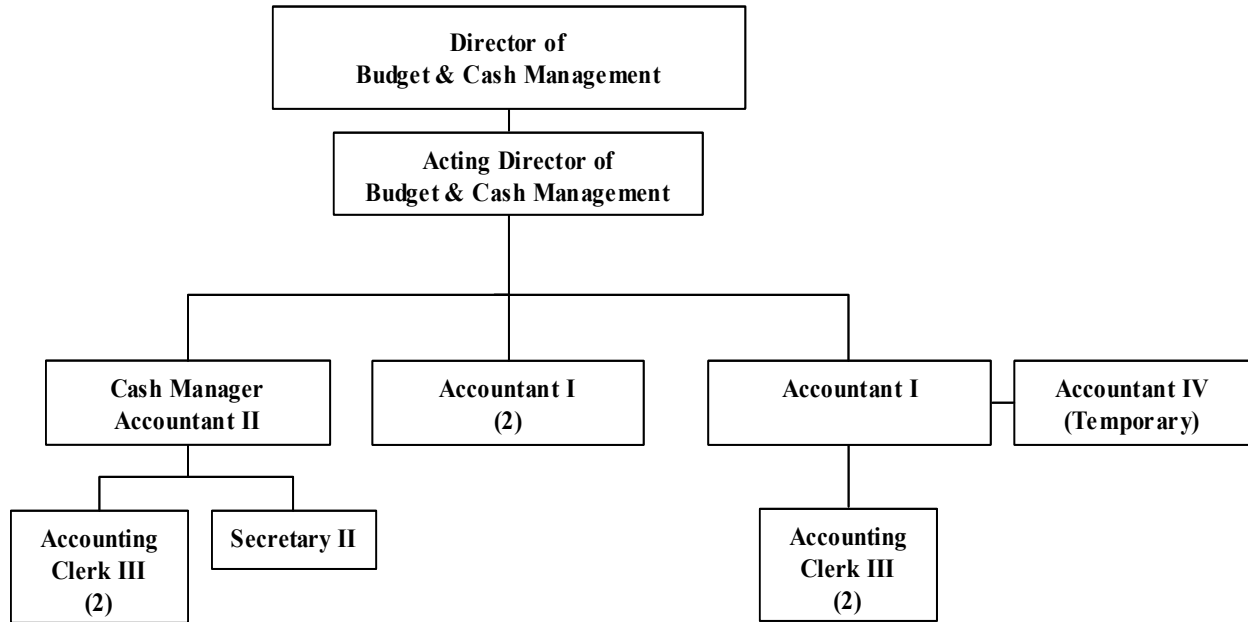 Director of
Budget & Cash Management
Acting Director of
Budget & Cash Management
Cash Manager
Accountant II
Accountant I
(2)
Accountant I
Accountant IV
(Temporary)
Accounting
Clerk III
(2)
Secretary II
Accounting
Clerk III
(2)